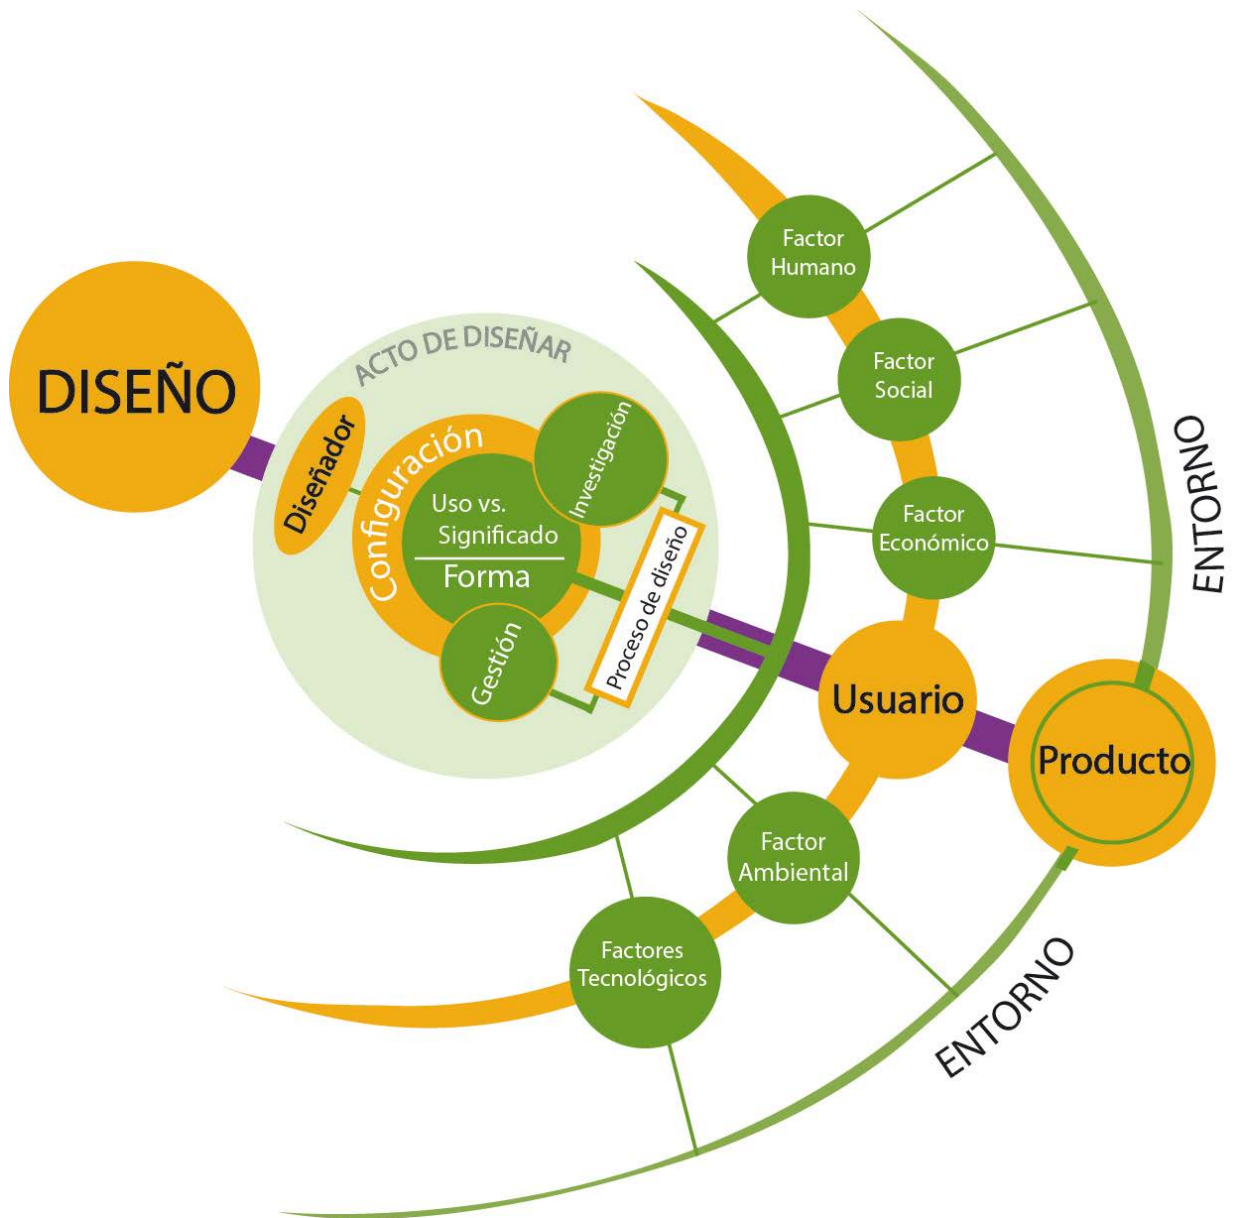 DISEÑO
ACTO DE DISEÑAR
Diseñador
Configuración
Uso vs.
Significado
Forma
Investigación
Gestión
Proceso de diseño
Factor
Humano
Factor
Social
Factor
Económico
Usuario
Producto
Factor
Ambiental
Factores
Tecnológicos
ENTORNO
ENTORNO